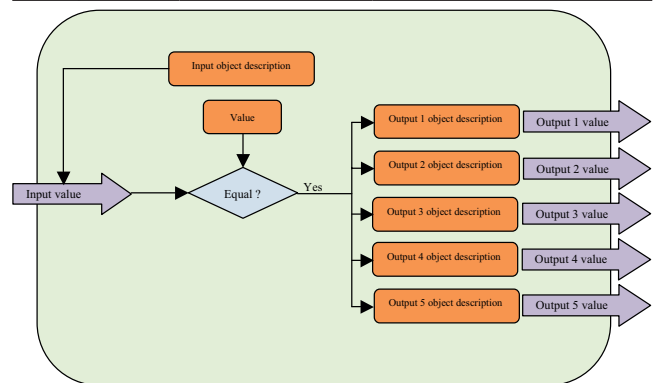 Input object description
Value
Output 1 object description
Output 1 value
Output 2 object description
Output 2 value
Input value
Equal ?
Yes
Output 3 object description
Output 3 value
Output 4 object description
Output 4 value
Output 5 object description
Output 5 value